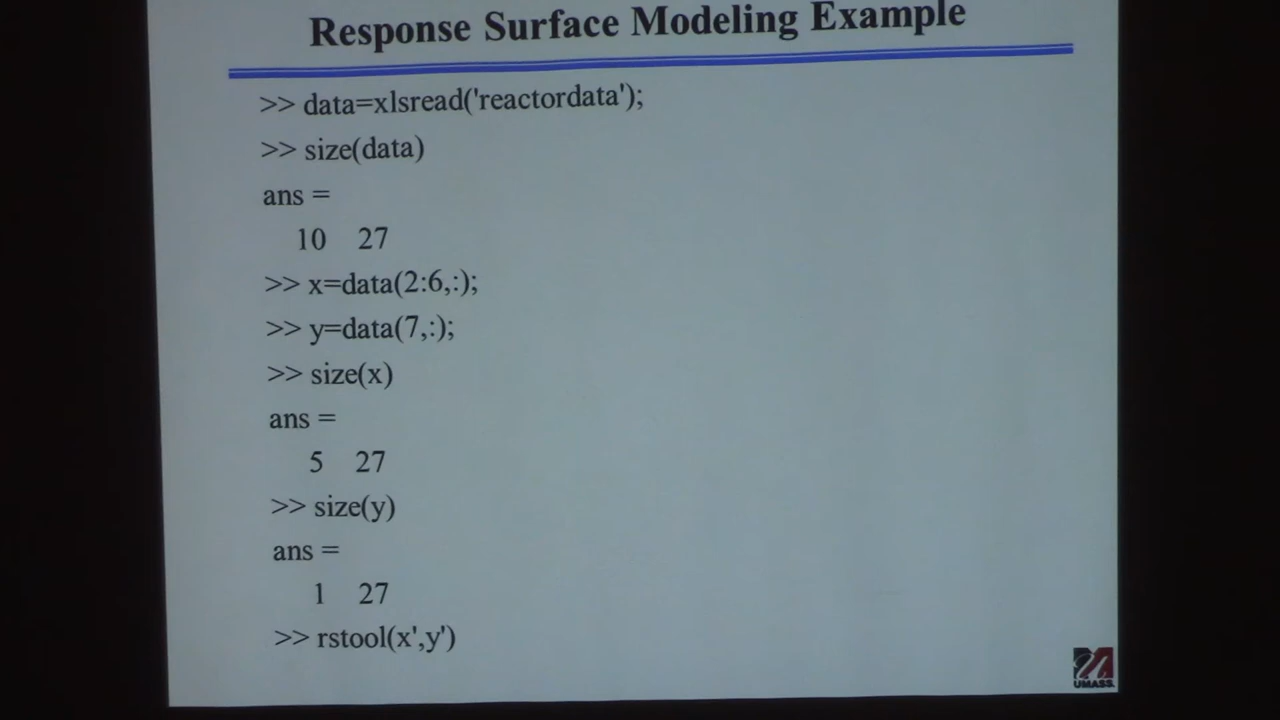 Response Surface Modeling Example
>> data=xlsread('reactordata');
>> size(data)
ans =
10 27
>> x=data(2:6,:);
>> y=data(7,:);
>> size(x)
ans =
5 27
>> size(y)
ans =
1 27
>> rstool(x',y')
UMASS